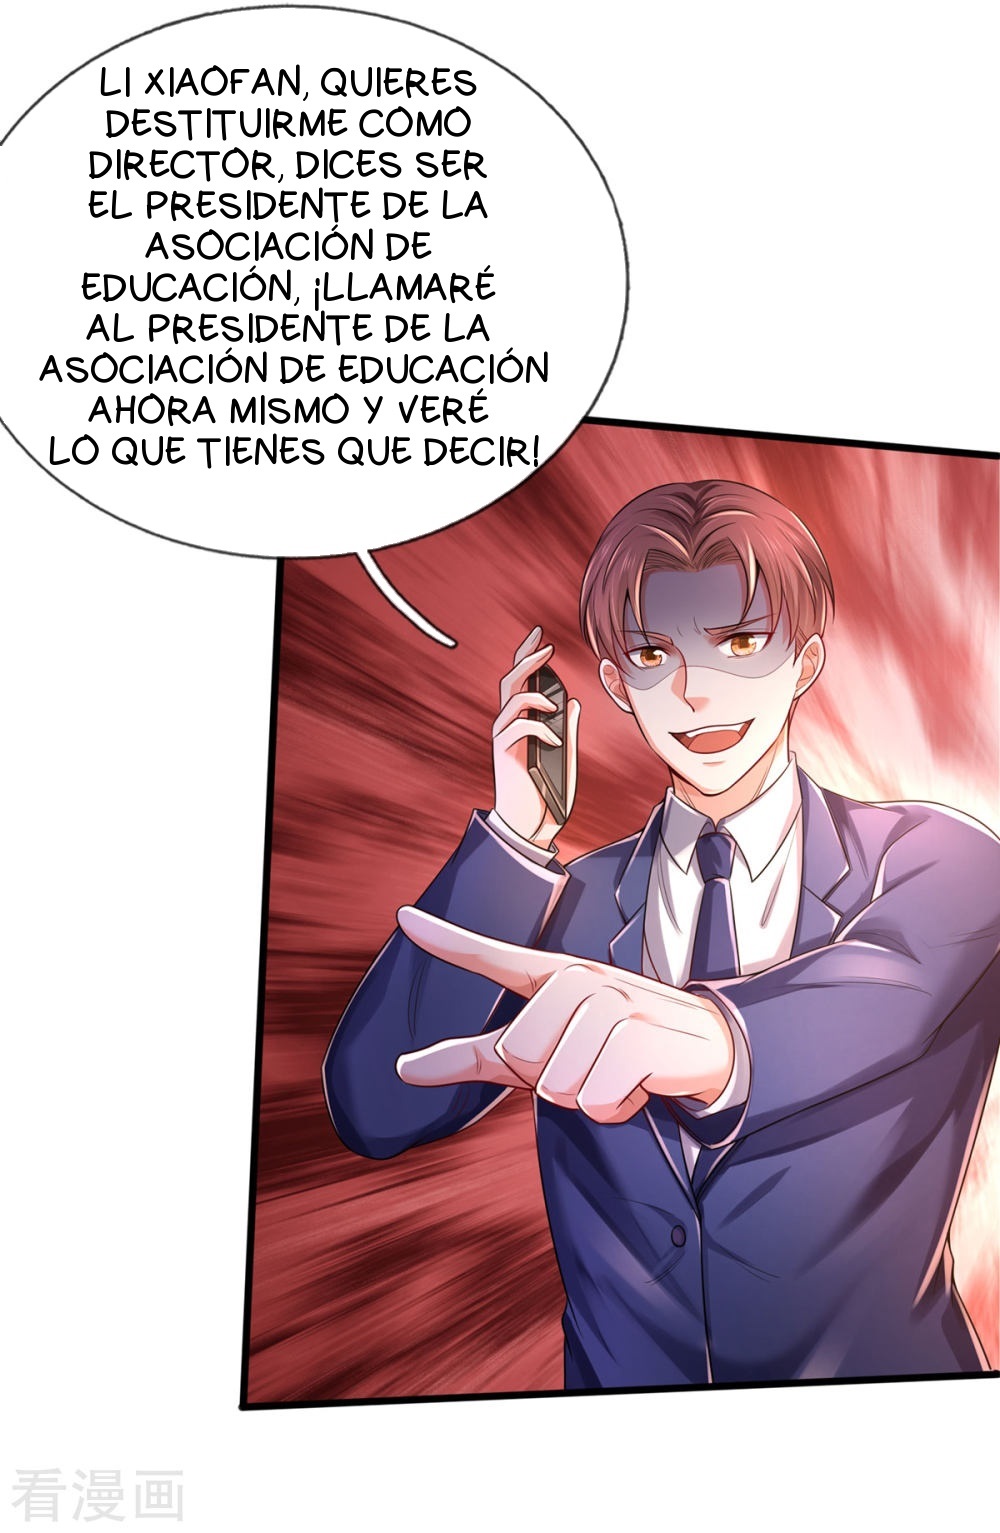 LI XIAOFAN, QUIERES
DESTITUIRME COMO
DIRECTOR, DICES SER
EL PRESIDENTE DE LA
ASOCIACIÓN DE
EDUCACIÓN, ¡LLAMARÉ
AL PRESIDENTE DE LA
ASOCIACIÓN DE EDUCACIÓN
AHORA MISMO Y VERÉ
LO QUE TIENES QUE DECIR!
看漫画